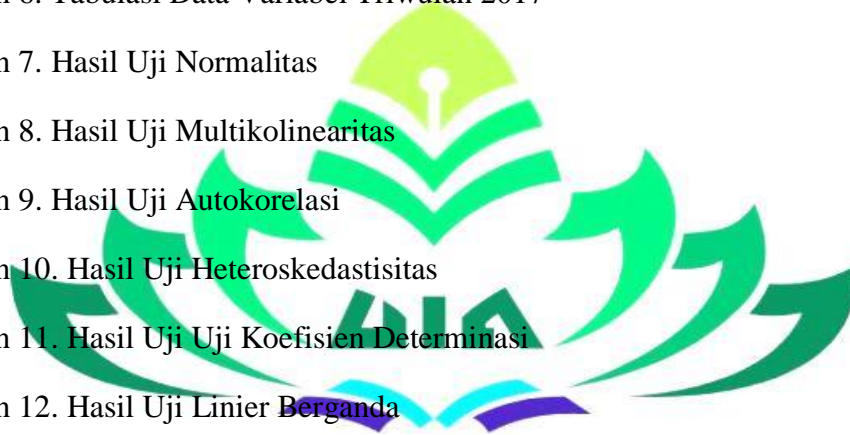 n 6. Tabulasi Data Variabel Triwulan 2017
n 7. Hasil Uji Normalitas
n 8. Hasil Uji Multikolinearitas
n 9. Hasil Uji Autokorelasi
n 10. Hasil Uji Heteroskedastisitas
n 11. Hasil Uji Uji Koefisien Determinasi
n 12. Hasil Uji Linier Berganda